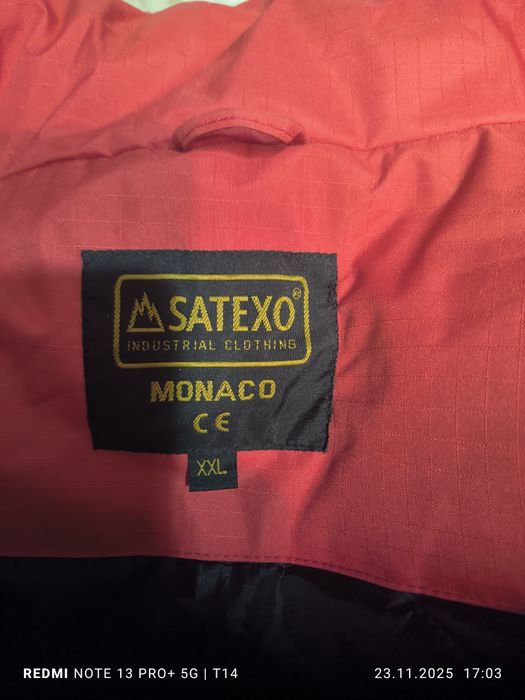 SATEXO®
INDUSTRIAL CLOTHING
MONACO
CE
XXL
REDMI NOTE 13 PRO+ 5G | T14 23.11.2025 17:03